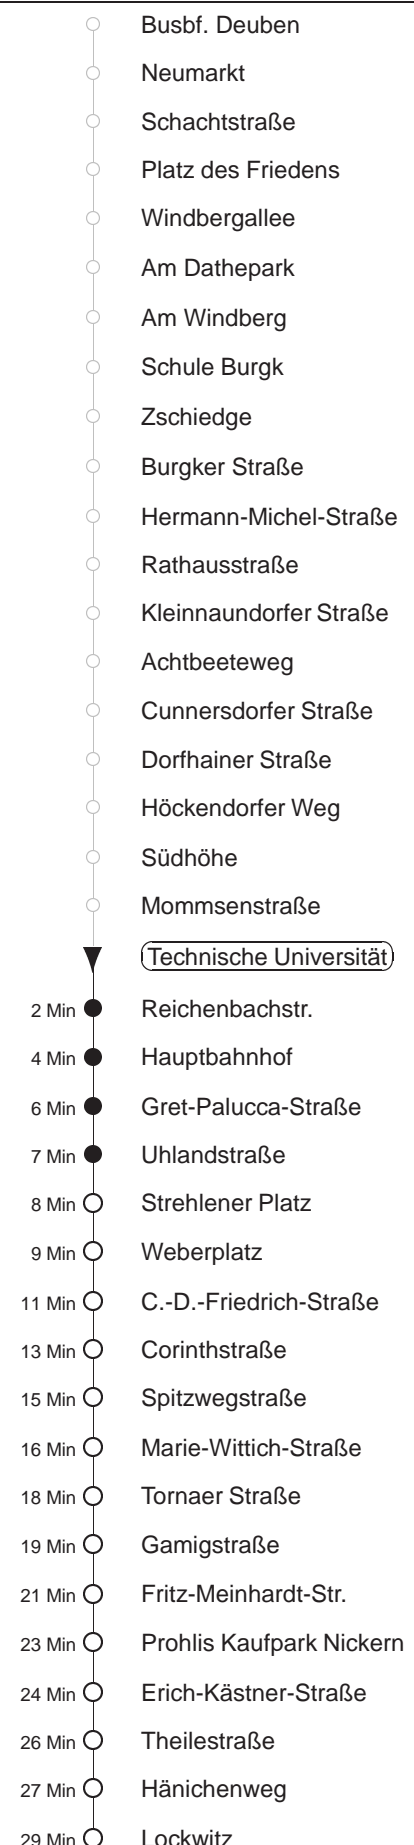 Busbf. Deuben
Neumarkt
Schachtstraße
Platz des Friedens
Windbergallee
Am Dathepark
Am Windberg
Schule Burgk
Zschiedge
Burgker Straße
Hermann-Michel-Straße
Rathausstraße
Kleinnaundorfer Straße
Achtbeeteweg
Cunnersdorfer Straße
Dorfhainer Straße
Höckendorfer Weg
Südhöhe
Mommsenstraße
Technische Universität
2 Min Reichenbachstr.
4 Min Hauptbahnhof
6 Min Gret-Palucca-Straße
7 Min Uhlandstraße
8 Min Strehlener Platz
9 Min Weberplatz
11 Min C.-D.-Friedrich-Straße
13 Min Corinthstraße
15 Min Spitzwegstraße
16 Min Marie-Wittich-Straße
18 Min Tornaer Straße
19 Min Gamigstraße
21 Min Fritz-Meinhardt-Str.
23 Min Prohlis Kaufpark Nickern
24 Min Erich-Kästner-Straße
26 Min Theilestraße
27 Min Hänichenweg
29 Min Lockwitz